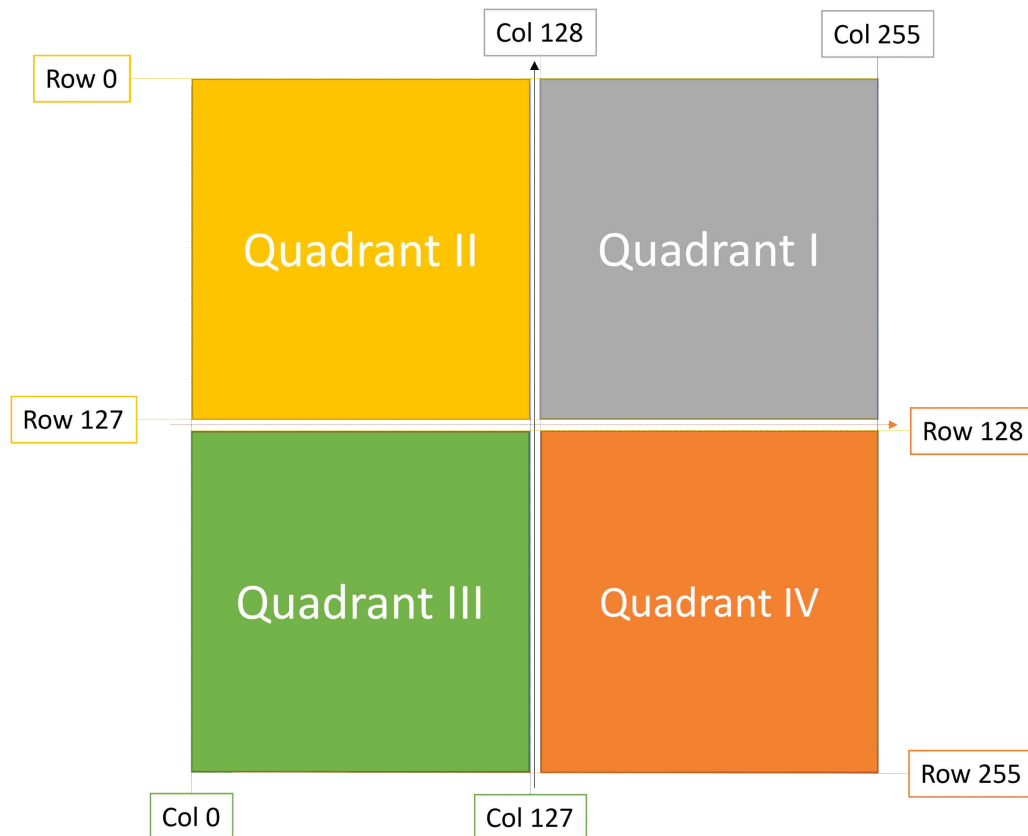 Col 128
Col 255
Row 0
Quadrant II
Quadrant I
Row 127
Row 128
Quadrant III
Quadrant IV
Row 255
Col 0
Col 127